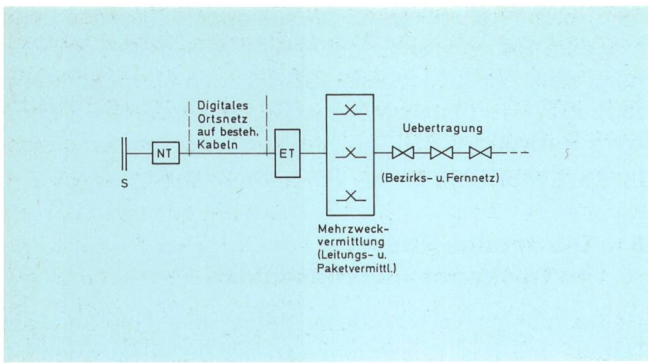 Digitales
Ortsnetz
auf besteh.
Kabeln
S
NT
ET
Mehrzweck-
vermittlung
(Leitungs- u.
Paketvermittl.)
Uebertragung
(Bezirks- u. Fernnetz)